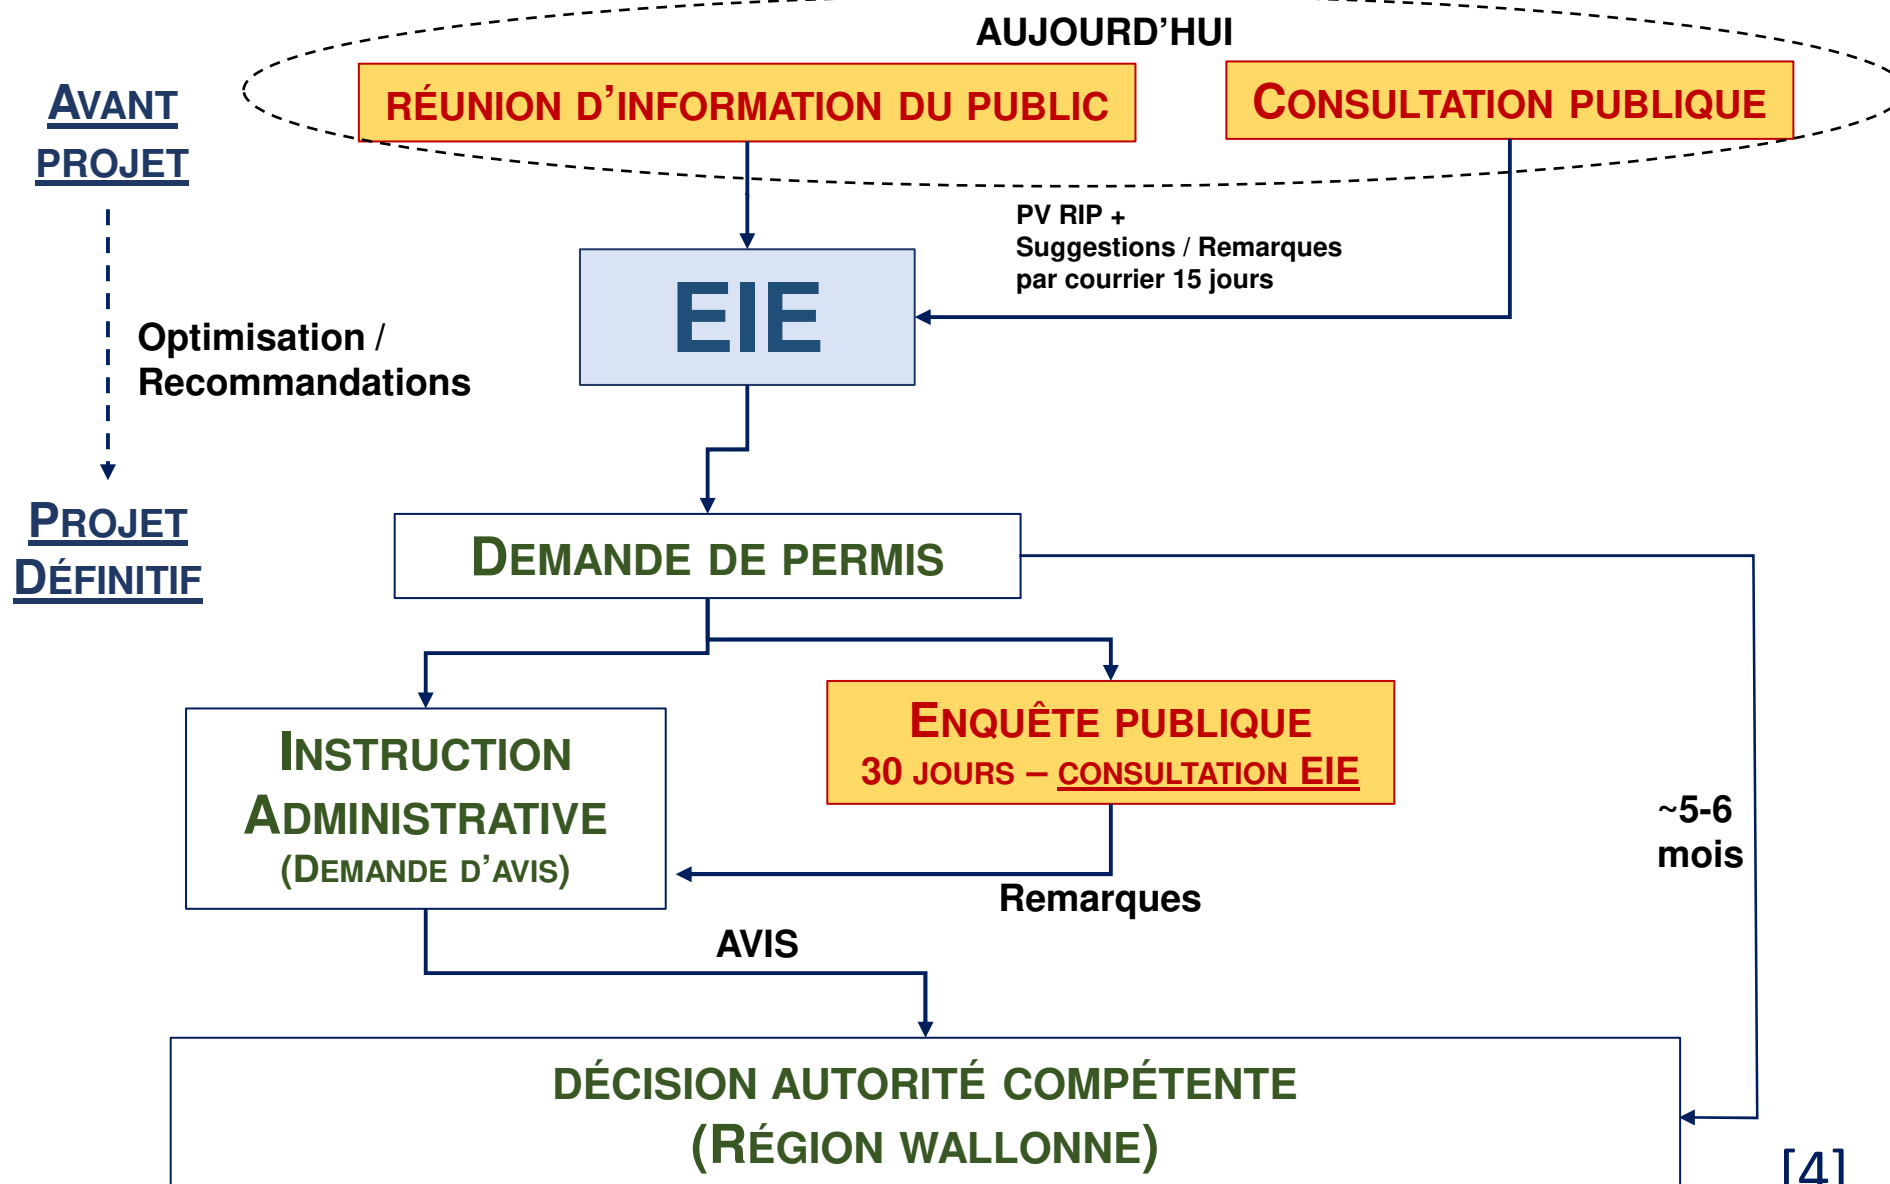 AUJOURD’HUI
AVANT
PROJET
RÉUNION D’INFORMATION DU PUBLIC
CONSULTATION PUBLIQUE
PV RIP +
Suggestions / Remarques
par courrier 15 jours
EIE
Optimisation /
Recommandations
PROJET
DÉFINITIF
DEMANDE DE PERMIS
INSTRUCTION
ADMINISTRATIVE
(DEMANDE D’AVIS)
ENQUÊTE PUBLIQUE
30 JOURS – CONSULTATION EIE
~5-6
mois
Remarques
AVIS
DÉCISION AUTORITÉ COMPÉTENTE
(RÉGION WALLONNE)
[4]